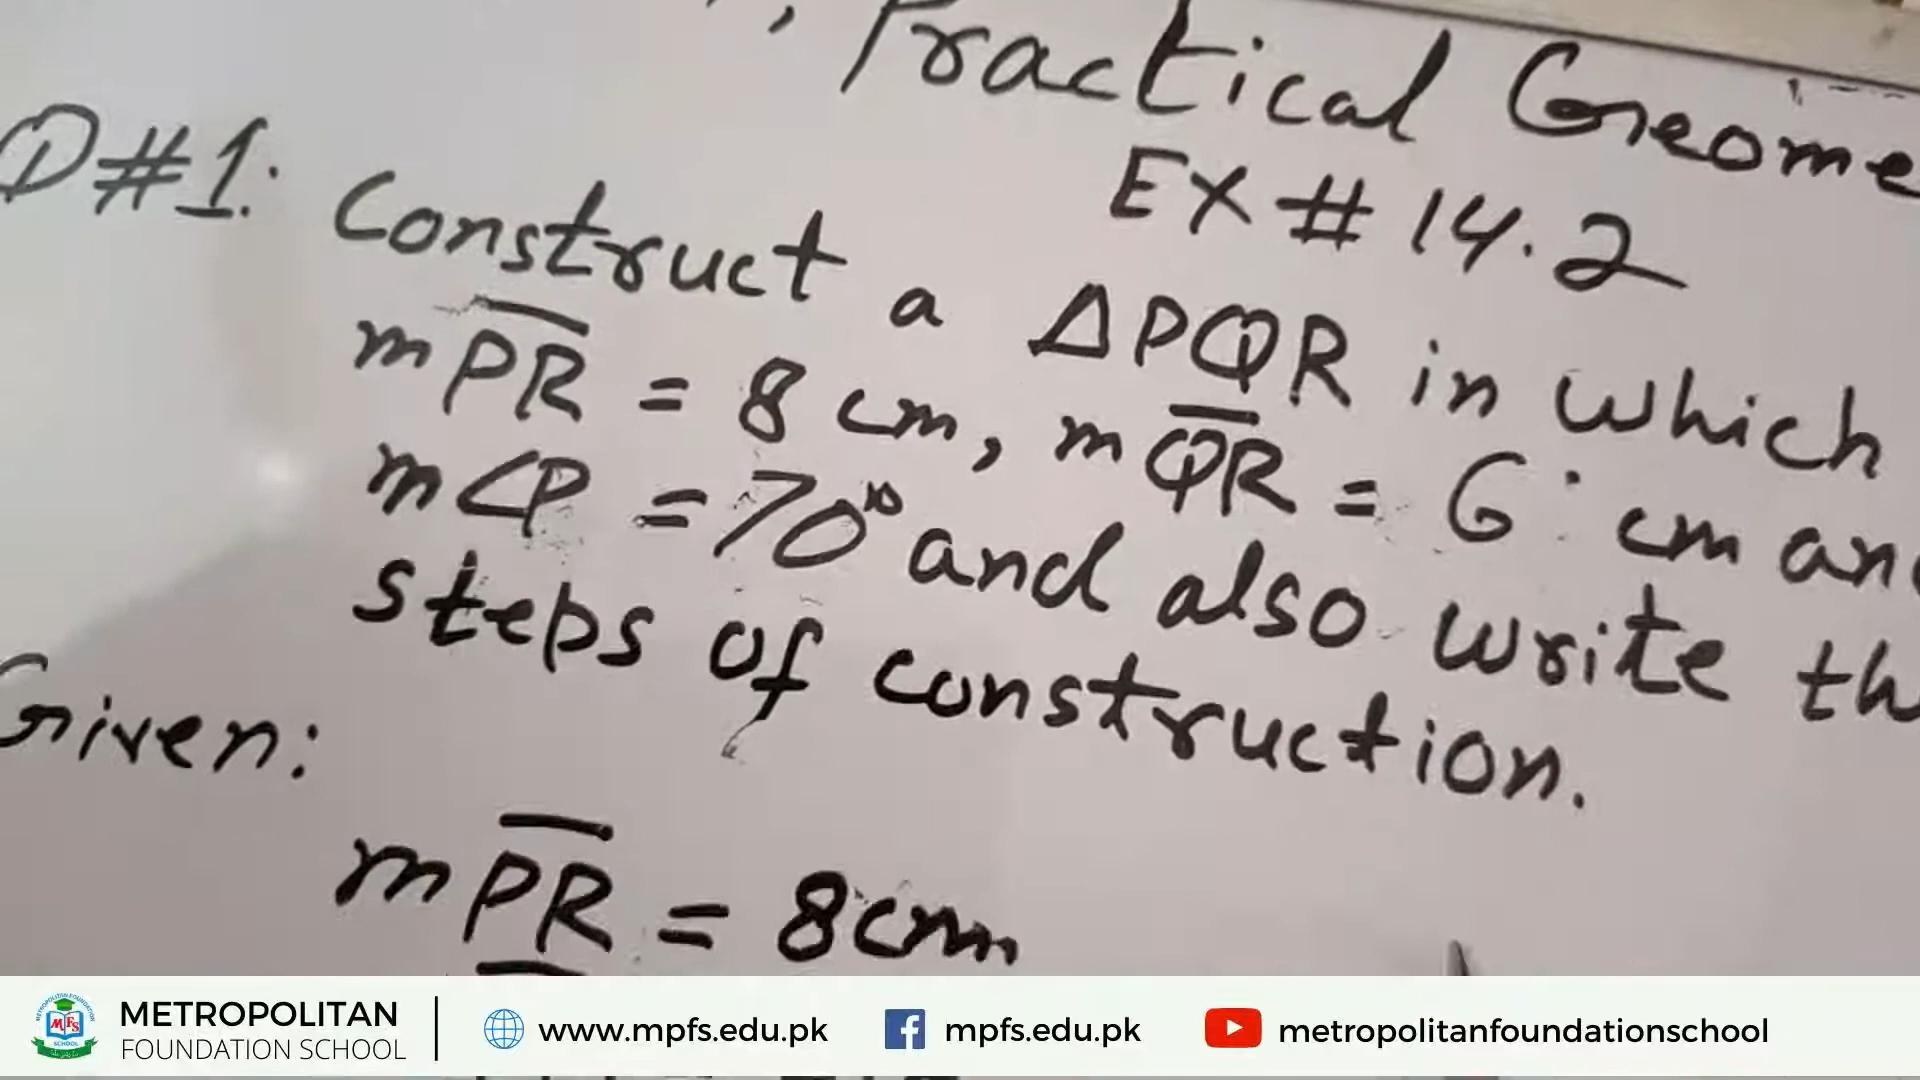 , Practical Geome
EX # 14.2
Q#1: Construct a ΔPQR in which
mPR = 8 cm, mQR = 6 cm and
m∠P = 70° and also write th
steps of construction.
Given:
mPR = 8cm
METROPOLITAN
FOUNDATION SCHOOL
www.mpfs.edu.pk
mpfs.edu.pk
metropolitanfoundationschool